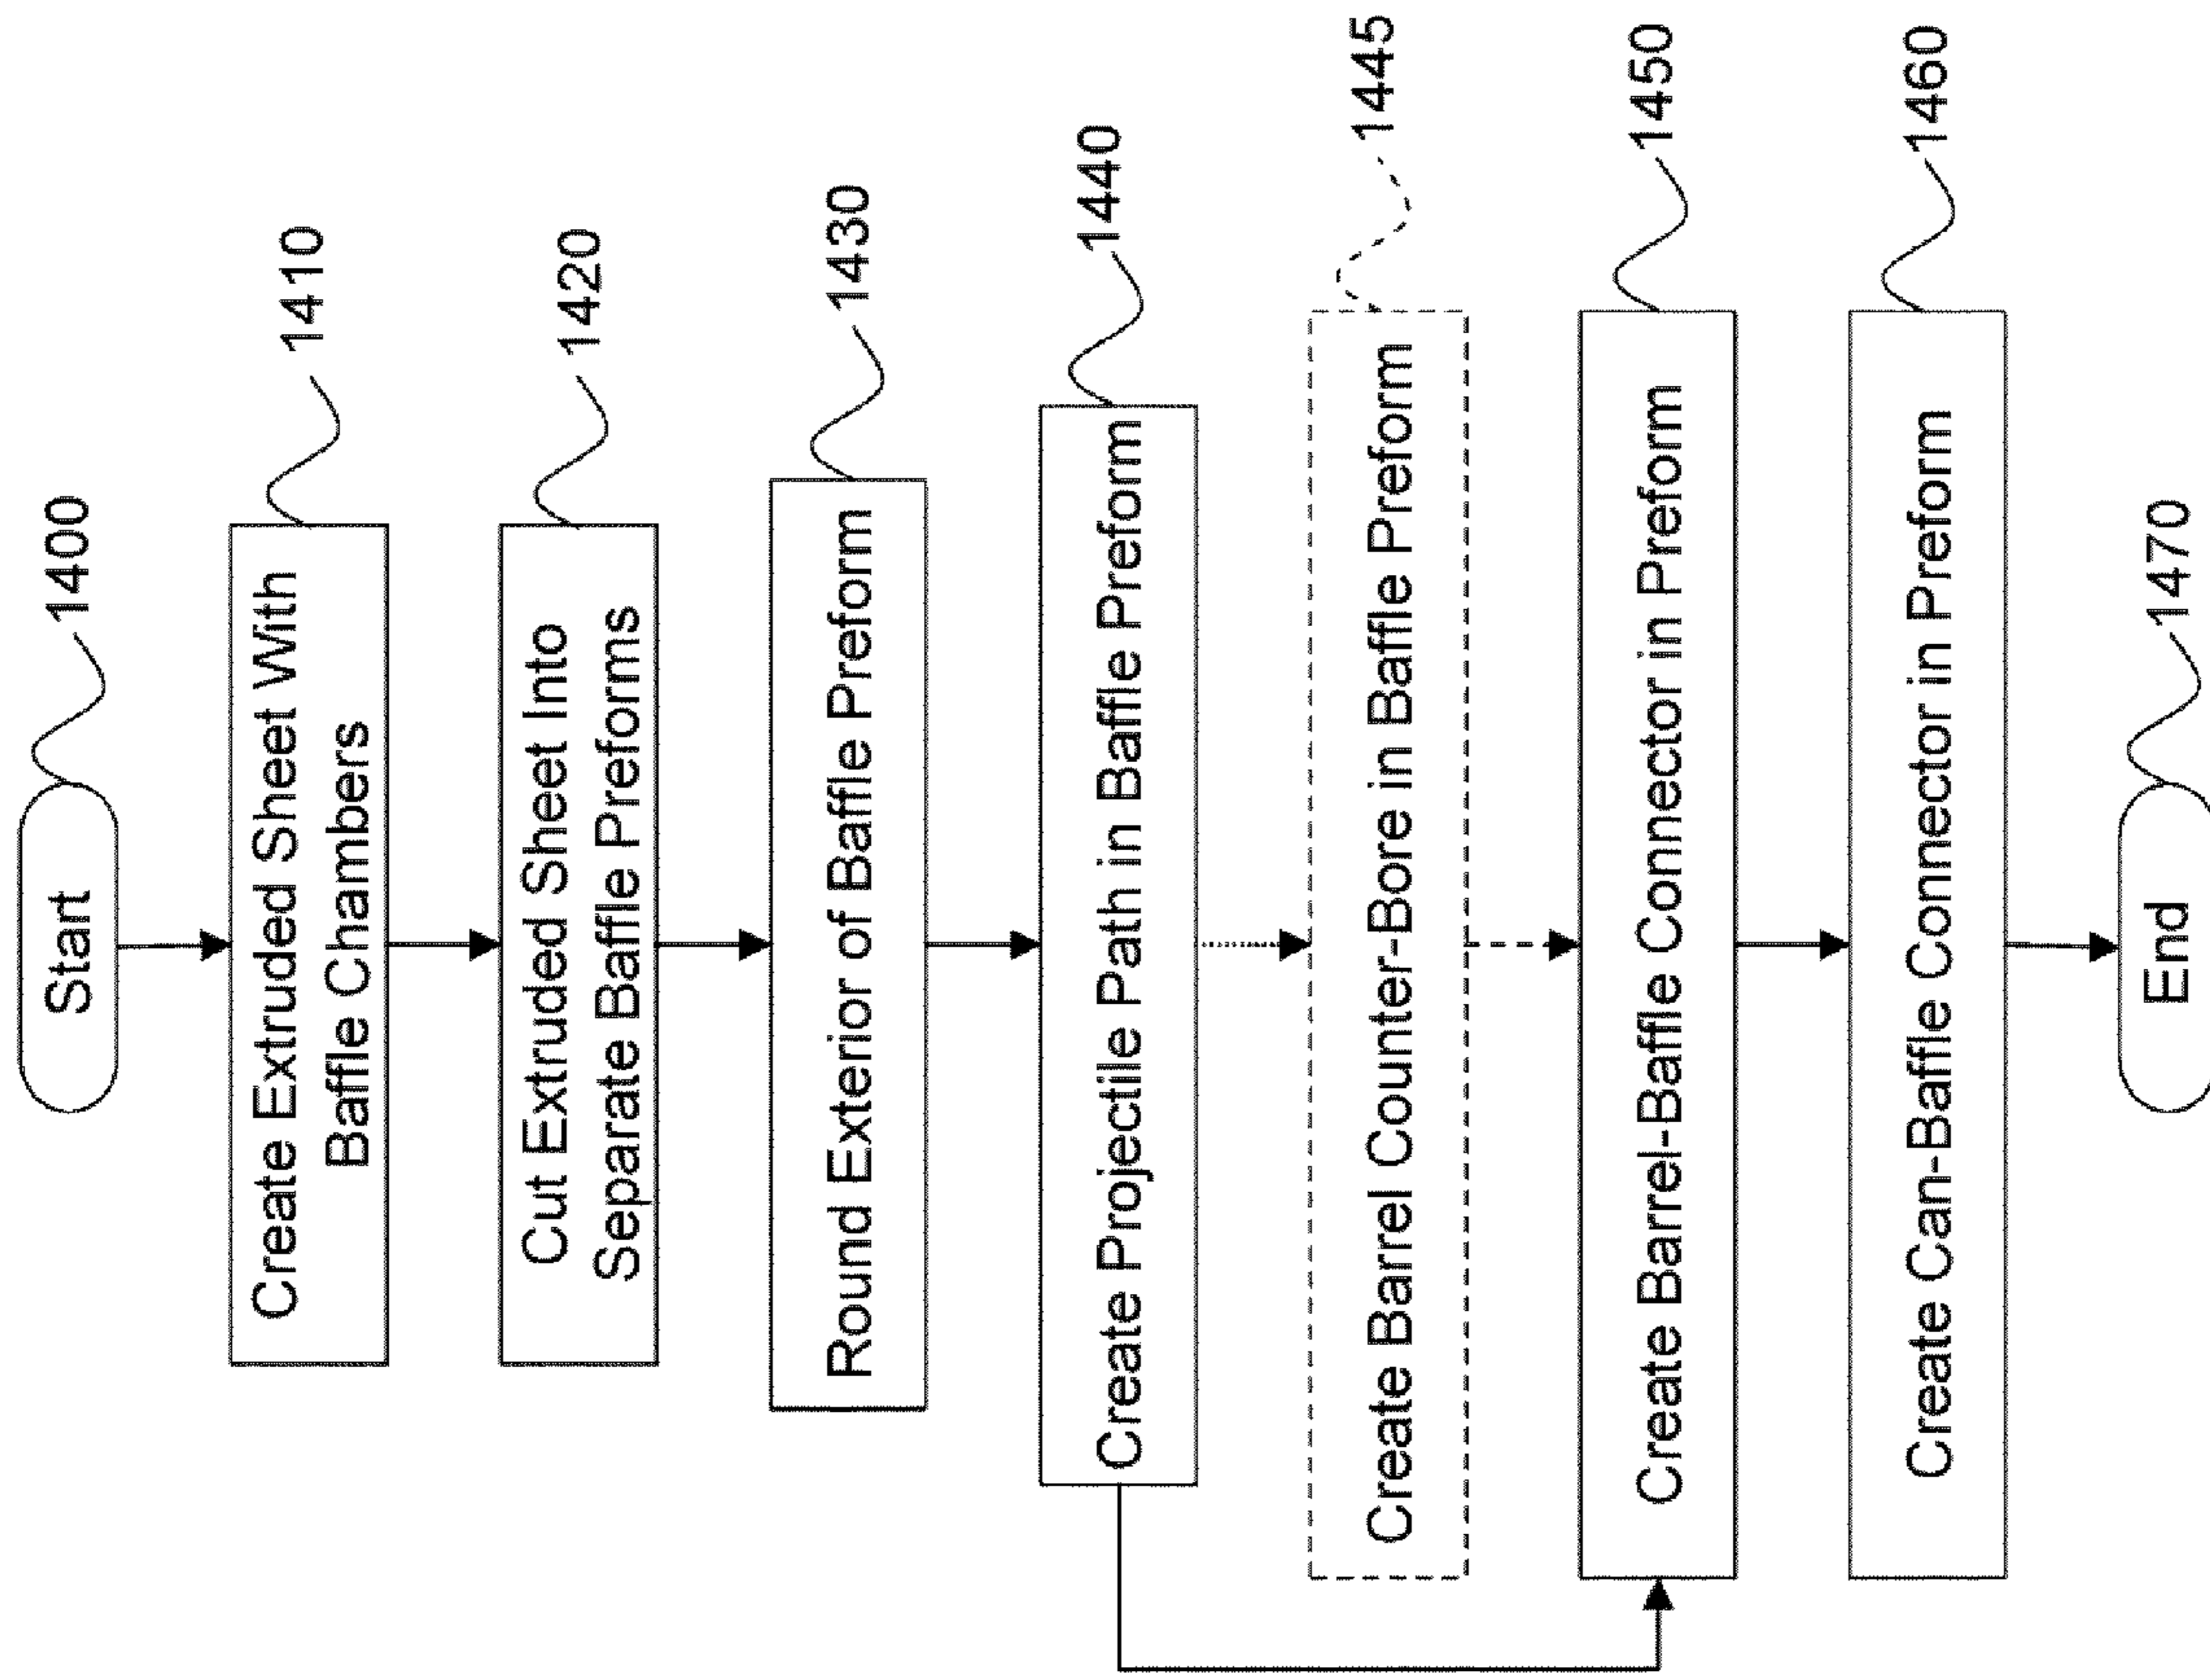 Start
1400
Create Extruded Sheet With
Baffle Chambers
1410
Cut Extruded Sheet Into
Separate Baffle Preforms
1420
Round Exterior of Baffle Preform
1430
Create Projectile Path in Baffle Preform
1440
Create Barrel Counter-Bore in Baffle Preform
1445
Create Barrel-Baffle Connector in Preform
1450
Create Can-Baffle Connector in Preform
1460
End
1470